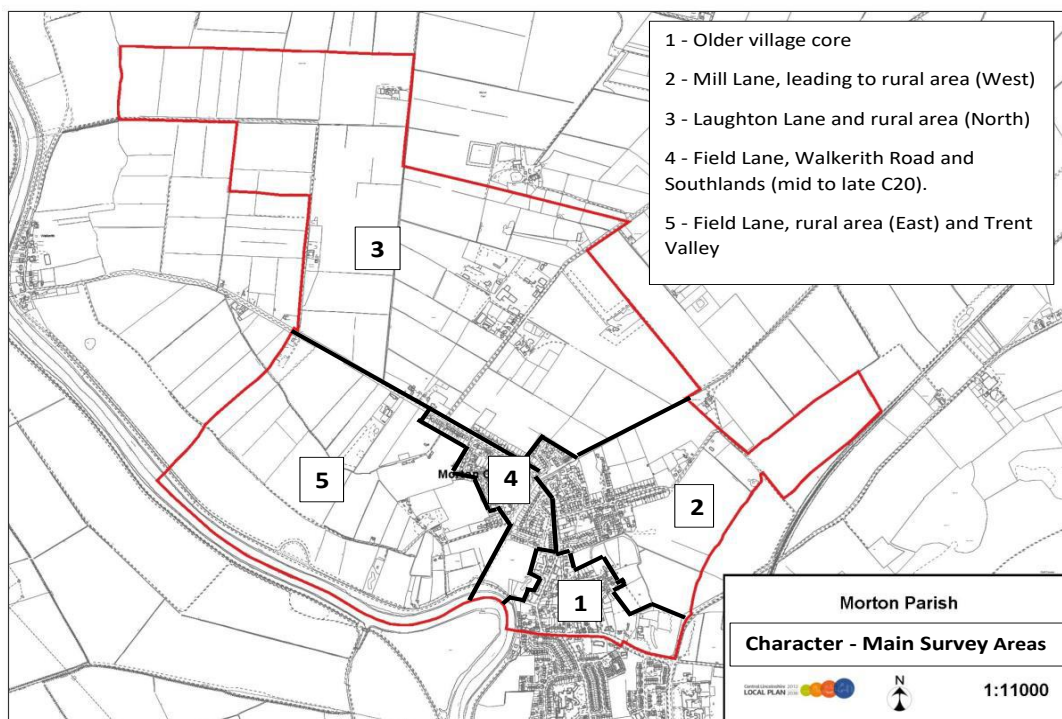 1 - Older village core
2 - Mill Lane, leading to rural area (West)
3 - Laughton Lane and rural area (North)
4 - Field Lane, Walkerith Road and
Southlands (mid to late C20).
5 - Field Lane, rural area (East) and Trent
Valley
3
5
4
2
1
Morton Parish
Character - Main Survey Areas
LOCAL PLAN
N
1:11000